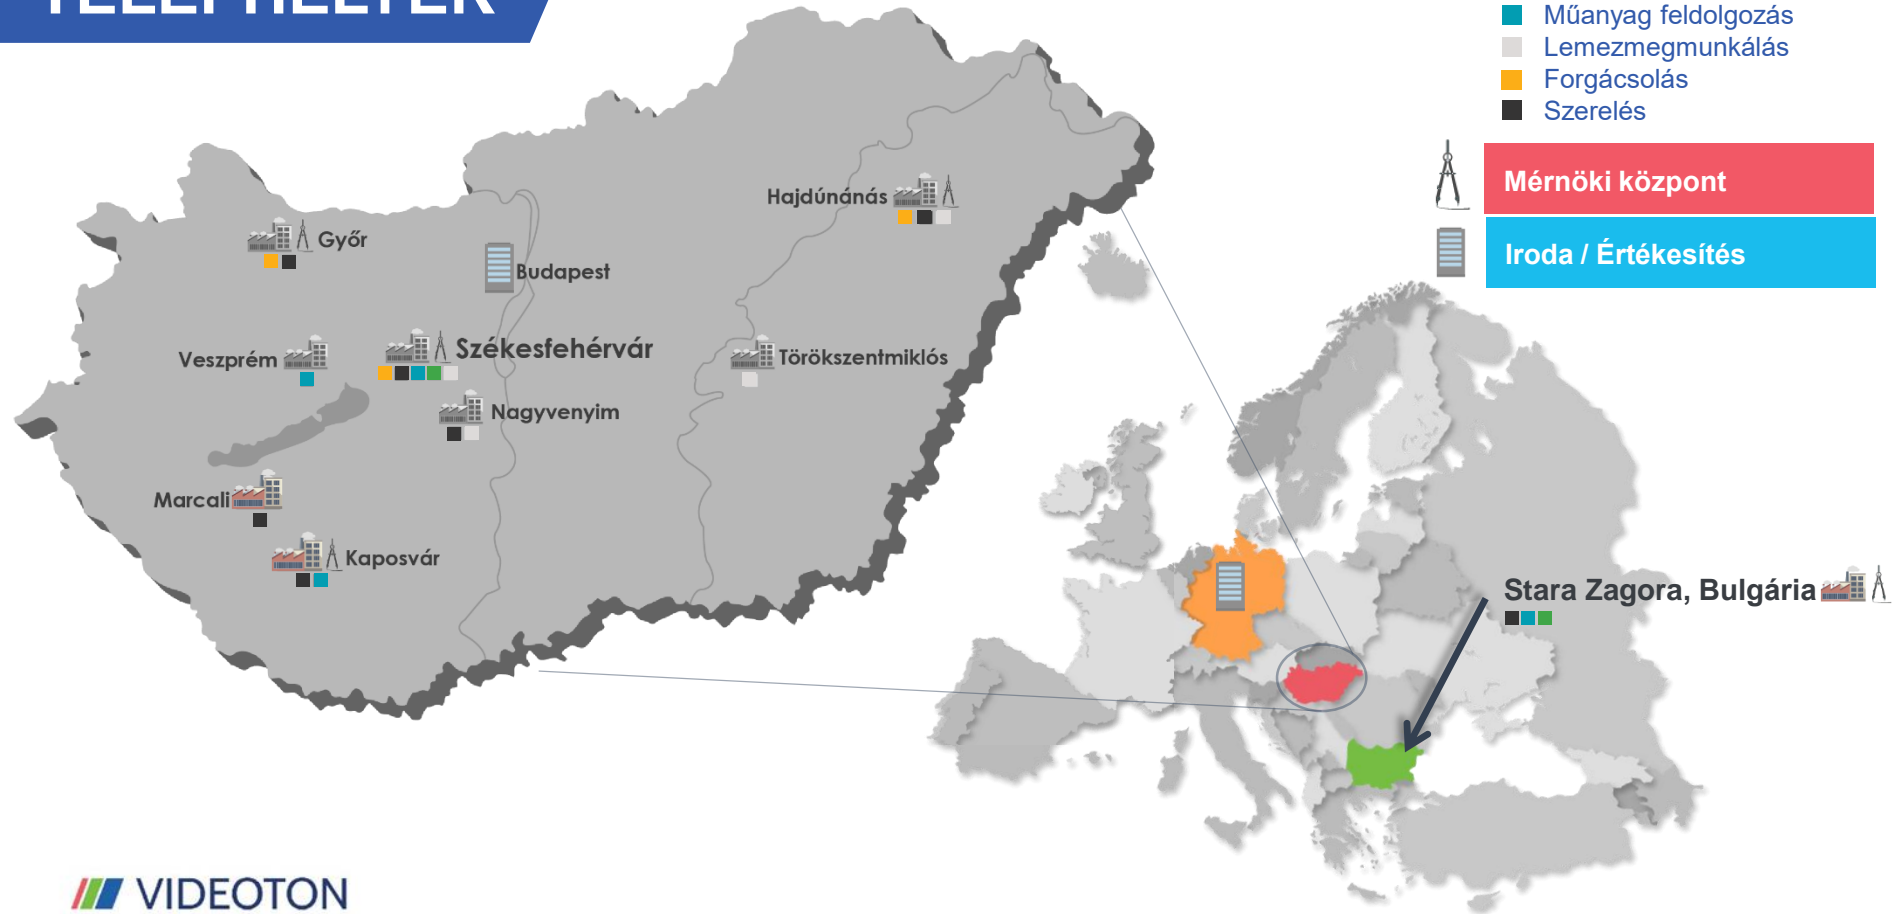 TELEPHELYEK
Műanyag feldolgozás
Lemezmegmunkálás
Forgácsolás
Szerelés
Mérnöki központ
Iroda / Értékesítés
Hajdúnánás
Győr
Budapest
Székesfehérvár
Veszprém
Törökszentmiklós
Nagyvenyim
Marcali
Kaposvár
Stara Zagora, Bulgária
VIDEOTON